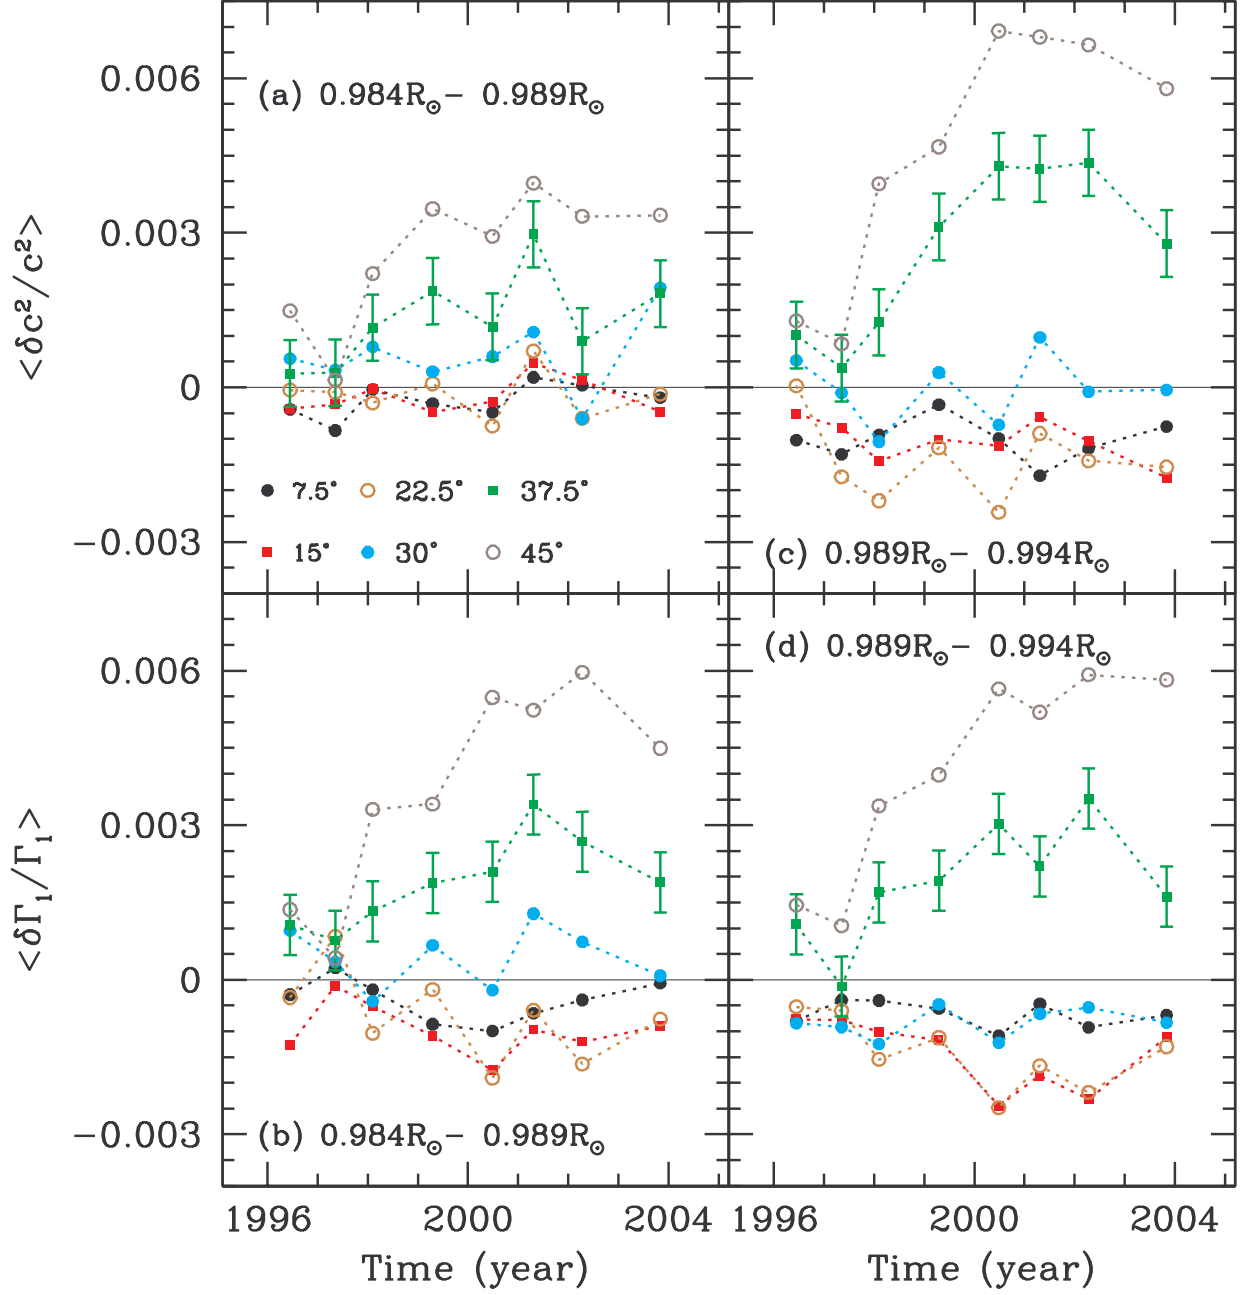 0.006
(a) 0.984R⊙− 0.989R⊙
0.003
<δc²/c²>
0
7.5° 22.5° 37.5°
15° 30° 45°
−0.003
(c) 0.989R⊙− 0.994R⊙
(d) 0.989R⊙− 0.994R⊙
0.006
0.003
<δΓ₁/Γ₁>
0
−0.003
(b) 0.984R⊙− 0.989R⊙
1996 2000 2004 1996 2000 2004
Time (year) Time (year)